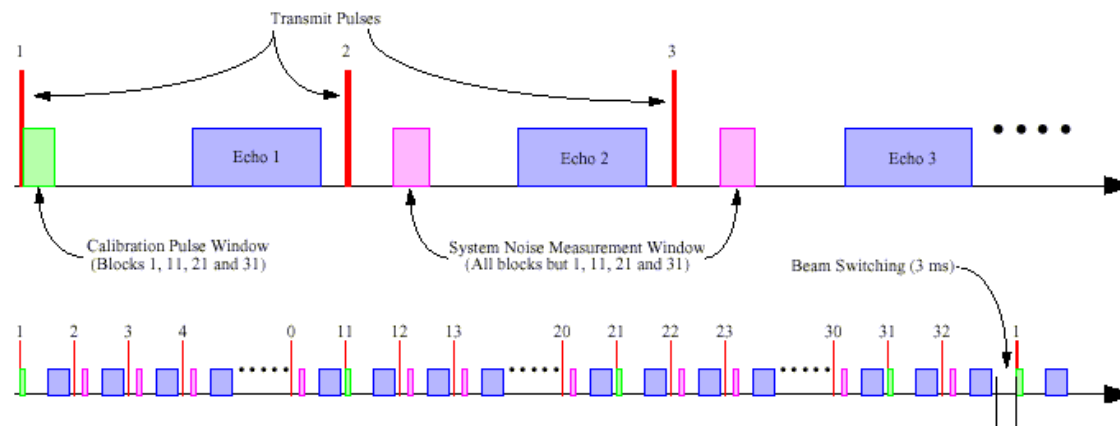 Transmit Pulses
1
2
3
Echo 1
Echo 2
Echo 3
Calibration Pulse Window
(Blocks 1, 11, 21 and 31)
System Noise Measurement Window
(All blocks but 1, 11, 21 and 31)
Beam Switching (3 ms)
1 2 3 4 0 11 12 13 20 21 22 23 30 31 32 1